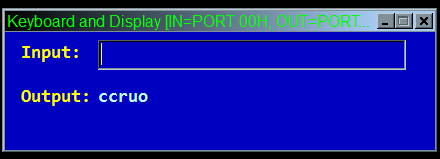 Keyboard and Display [IN=PORT 00H, OUT=PORT...
Input:
Output: ccruo